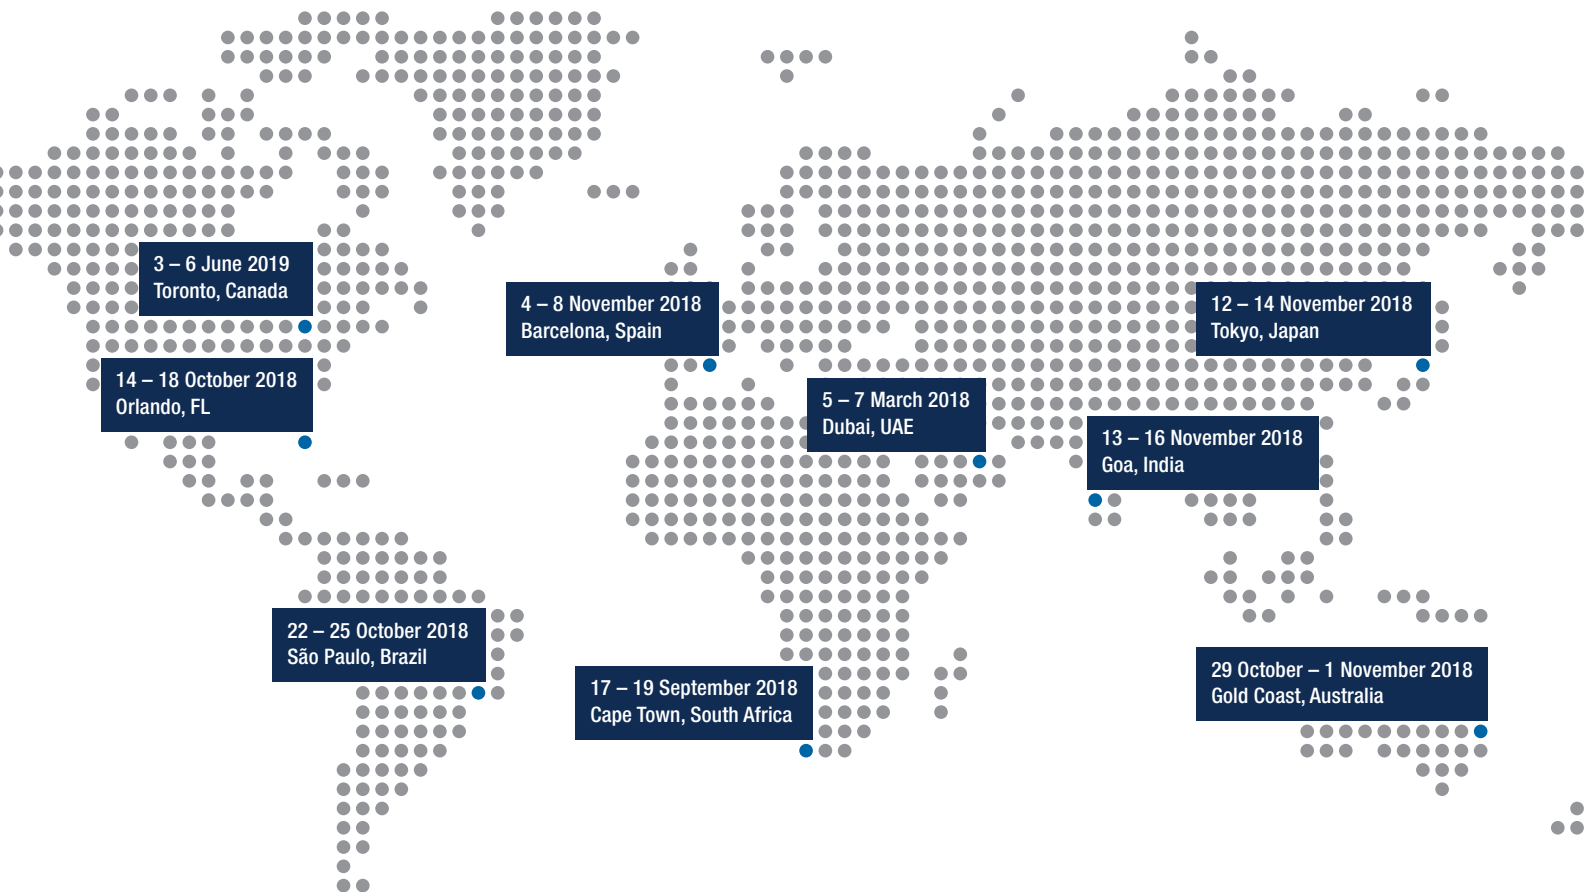 3 – 6 June 2019
Toronto, Canada
4 – 8 November 2018
Barcelona, Spain
12 – 14 November 2018
Tokyo, Japan
14 – 18 October 2018
Orlando, FL
5 – 7 March 2018
Dubai, UAE
13 – 16 November 2018
Goa, India
22 – 25 October 2018
São Paulo, Brazil
17 – 19 September 2018
Cape Town, South Africa
29 October – 1 November 2018
Gold Coast, Australia